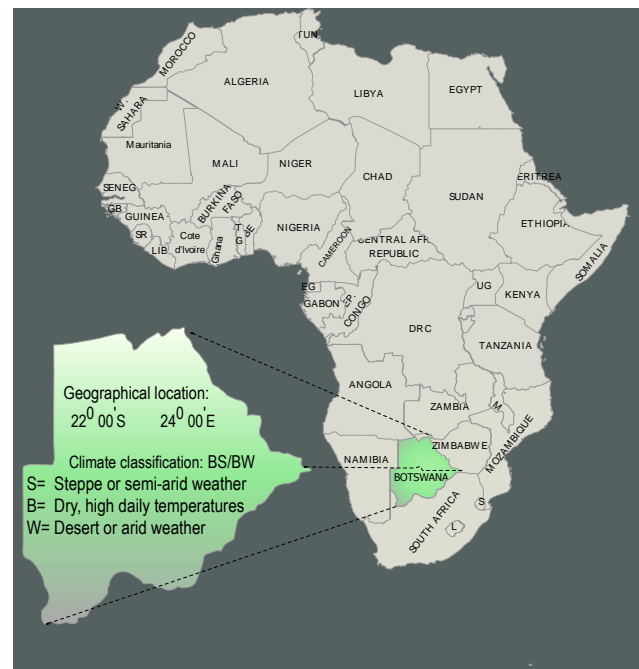 TUN
MOROCCO
ALGERIA
LIBYA
EGYPT
W.
SAHARA
Mauritania
MALI
NIGER
CHAD
SUDAN
ERITREA
SENEG
GB
GUINEA
BURKINA
FASO
SR
LIB
Cote
d'Ivoire
Ghana
T
G
BE
NIGERIA
CAMEROON
CENTRAL AFR
REPUBLIC
ETHIOPIA
SOMALIA
EG
GABON
EP.
CONGO
DRC
UG
KENYA
TANZANIA
ANGOLA
ZAMBIA
M
MOZAMBIQUE
ZIMBABWE
NAMIBIA
BOTSWANA
SOUTH AFRICA
S
L
Geographical location:
22⁰ 00'S 24⁰ 00'E
Climate classification: BS/BW
S= Steppe or semi-arid weather
B= Dry, high daily temperatures
W= Desert or arid weather